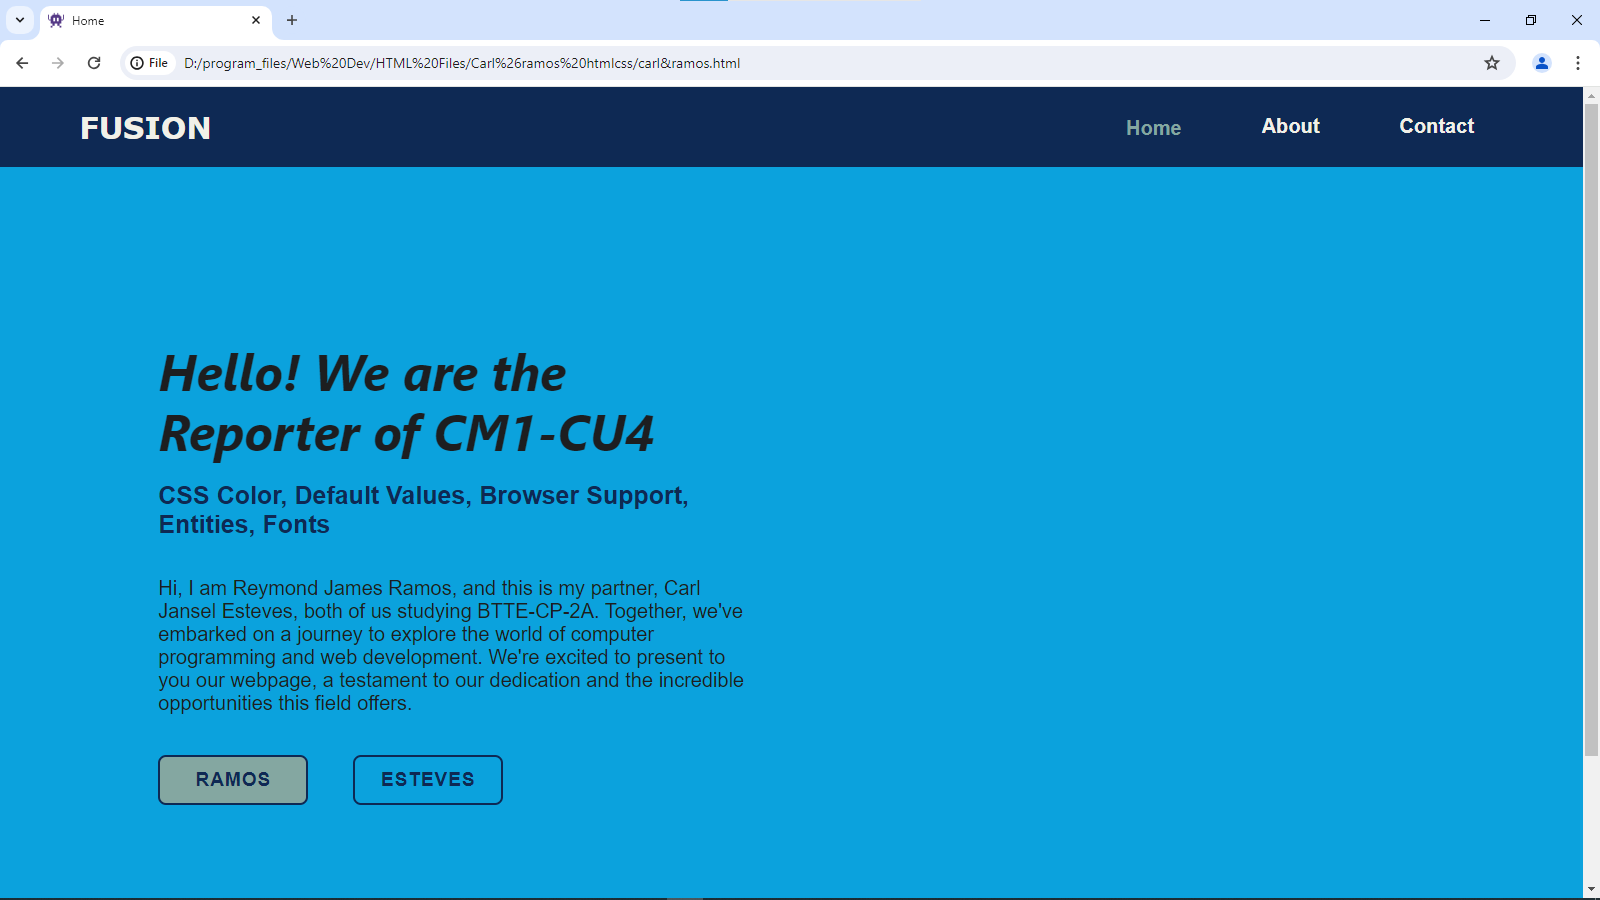 Home
File
D:/program_files/Web%20Dev/HTML%20Files/Carl%26ramos%20htmlcss/carl&ramos.html
FUSION
Home
About
Contact
Hello! We are the
Reporter of CM1-CU4
CSS Color, Default Values, Browser Support,
Entities, Fonts
Hi, I am Reymond James Ramos, and this is my partner, Carl
Jansel Esteves, both of us studying BTTE-CP-2A. Together, we've
embarked on a journey to explore the world of computer
programming and web development. We're excited to present to
you our webpage, a testament to our dedication and the incredible
opportunities this field offers.
RAMOS
ESTEVES